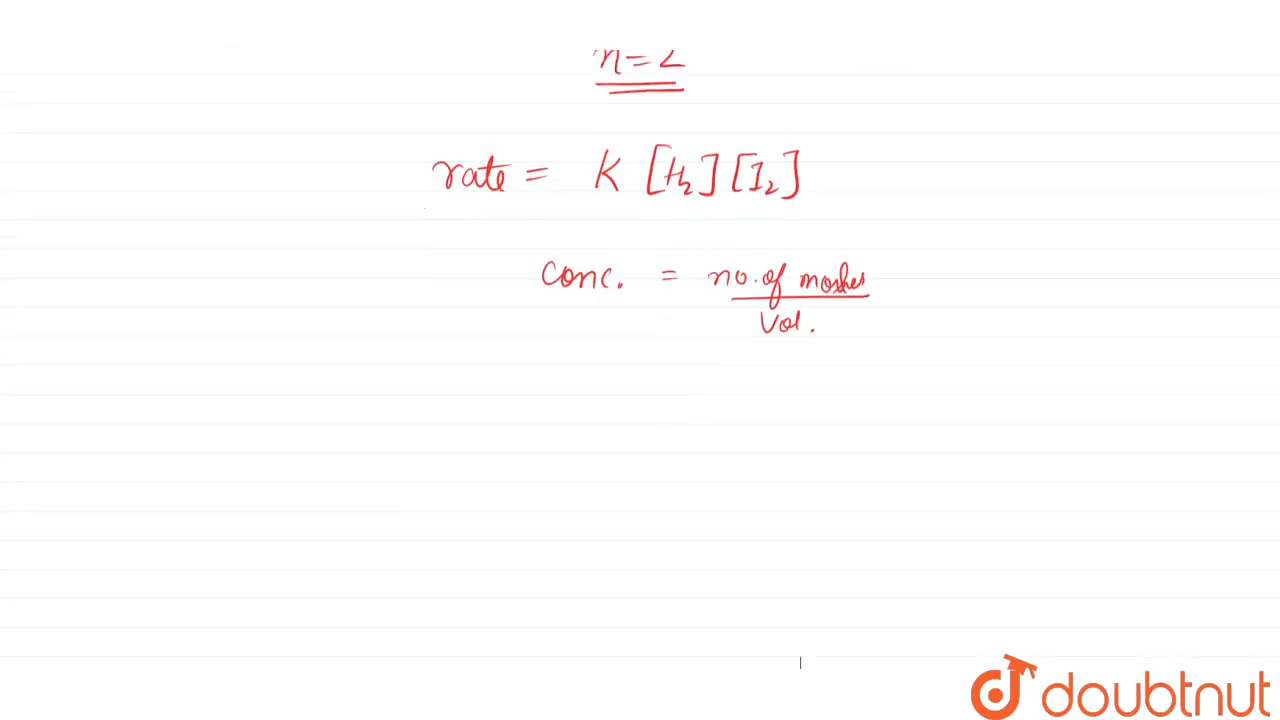 n=2
rate = K [H₂] [I₂]
conc. = no. of moles
Vol.
doubtnut